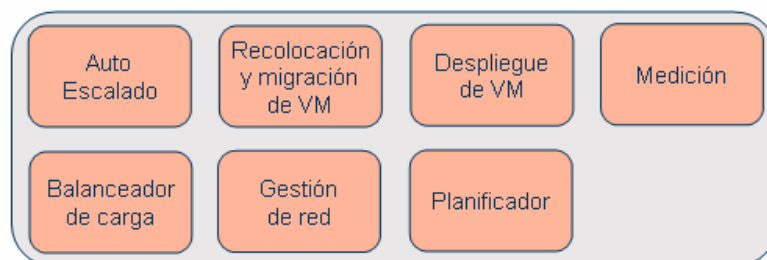 Auto
Escalado
Recolocación
y migración
de VM
Despliegue
de VM
Medición
Balanceador
de carga
Gestión
de red
Planificador